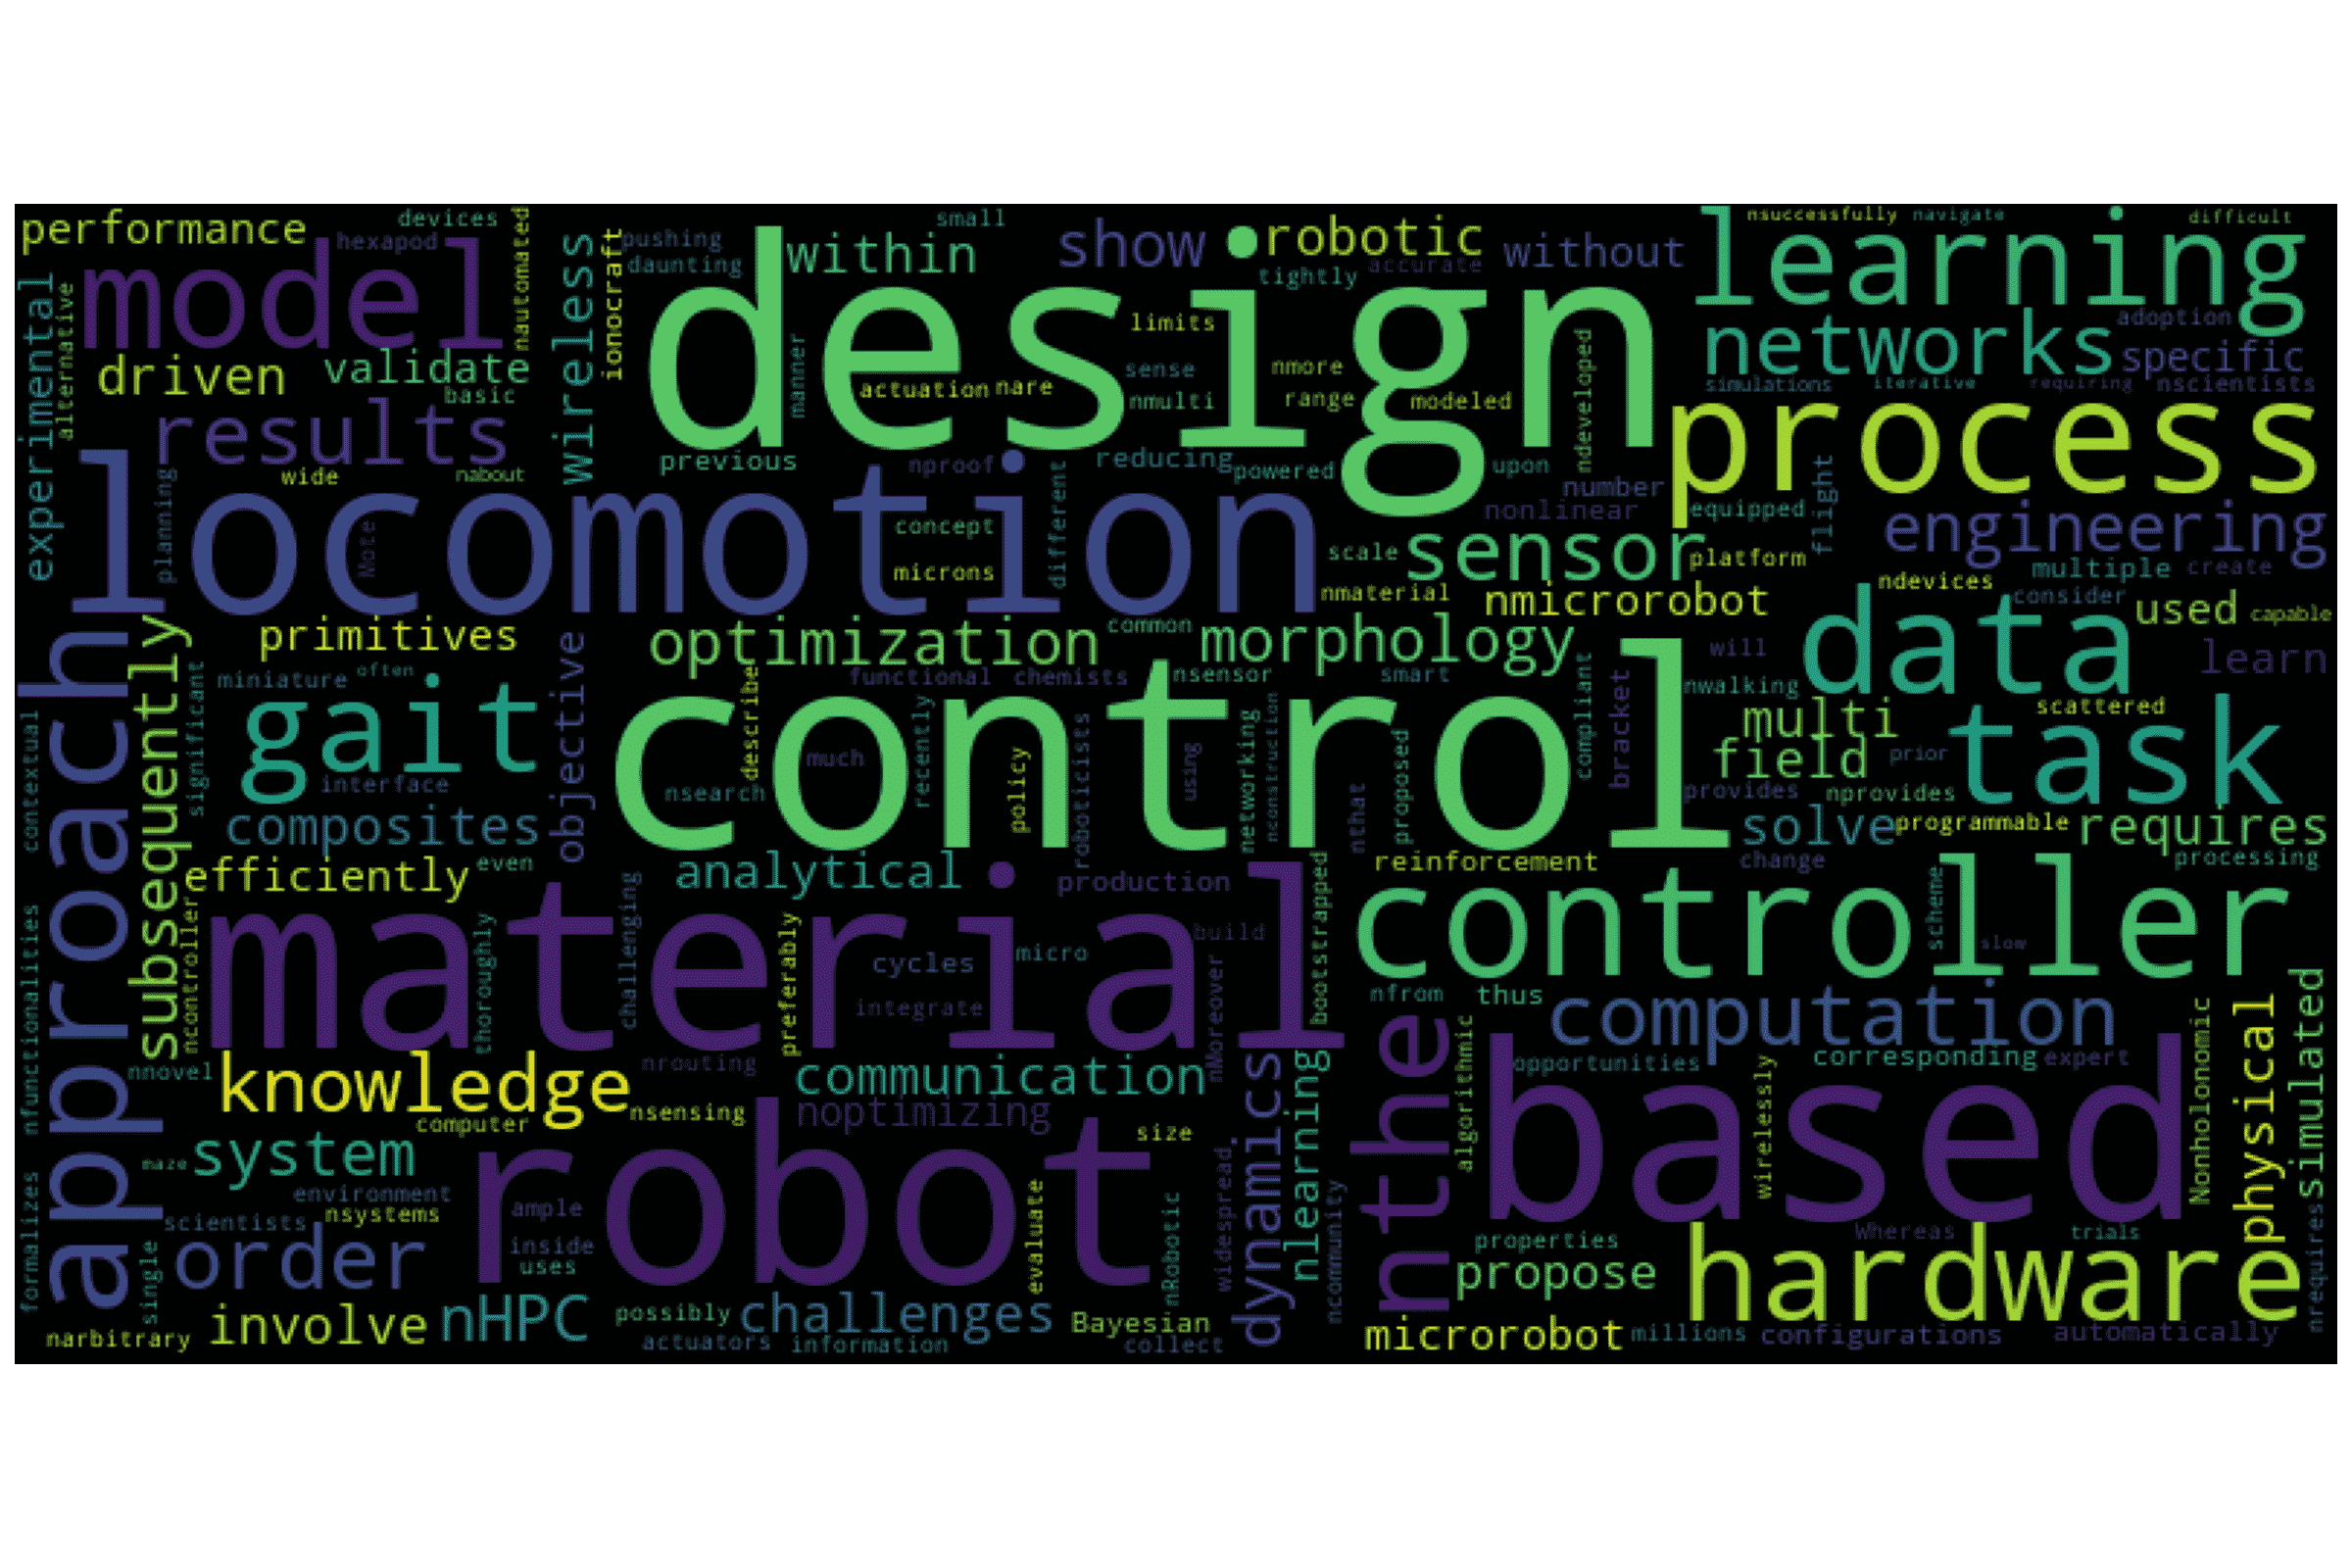 performance
devices
small
pushing
hexapod
model
nautomated
wireless
ionocraft
daunting
within
design
show
robotic
tightly
accurate
without
learning
nsuccessfully
navigate
difficult
adoption
networks
specific
simulations
iterative
requiring
nscientists
experimental
alternative
driven
validate
basic
manner
actuation
nare
limits
sense
nmulti
nmore
range
modeled
ndeveloped
process
results
wide
nabout
planning
Mote
previous
nproof
reducing
powered
upon
number
nonlinear
equipped
flight
engineering
approach
locomotion
concept
microns
different
scale
sensor
platform
nmaterial
nmicrorobot
ndevices
multiple
create
consider
used
capable
subsequently
primitives
objective
optimization
common
morphology
data
will
learn
miniature
often
significant
functional
chemists
nsensor
smart
compliant
bracket
nwalking
gait
describe
control
multi
scattered
task
field
prior
contextual
interface
nsearch
much
recently
policy
roboticists
using
networking
nconstruction
nthat
proposed
provides
nprovides
composites
solve
programmable
requires
efficiently
even
analytical
production
reinforcement
change
processing
nfunctionalities
ncontroller
material
thoroughly
challenging
preferably
cycles
micro
integrate
build
nMoreover
bootstrapped
controller
scheme
slow
nfrom
thus
computation
nnovel
knowledge
nrouting
communication
dynamics
nlearning
nthe
algorithmic
opportunities
corresponding
expert
wirelessly
based
Nonholonomic
physical
simulated
computer
nsensing
noptimizing
size
system
maze
robot
environment
scientists
nsystems
ample
inside
uses
evaluate
nRobotic
widespread
ncommunity
formalizes
single
order
properties
Whereas
trials
propose
hardware
nrequires
narbitrary
involve
nHPC
possibly
challenges
actuators
information
Bayesian
collect
microrobot
millions
configurations
automatically